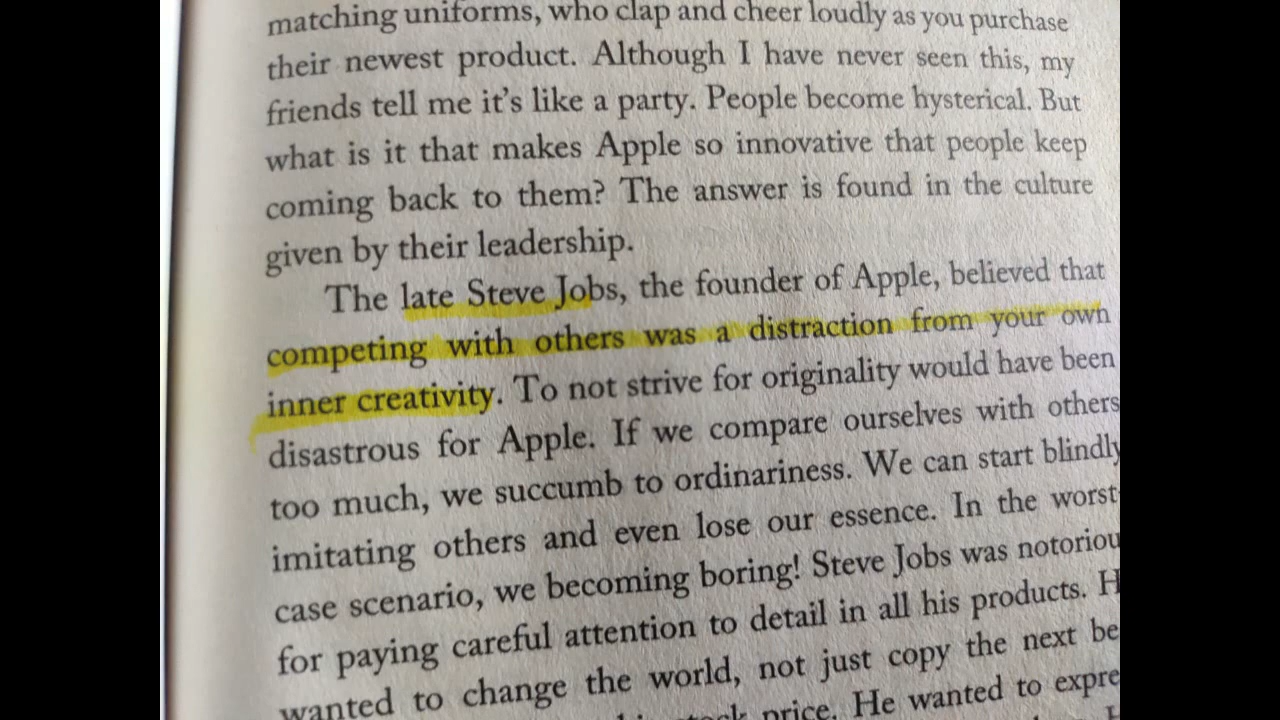 matching uniforms, who clap and cheer loudly as you purchase
their newest product. Although I have never seen this, my
friends tell me it's like a party. People become hysterical. But
what is it that makes Apple so innovative that people keep
coming back to them? The answer is found in the culture
given by their leadership.
The late Steve Jobs, the founder of Apple, believed that
competing with others was a distraction from your own
inner creativity. To not strive for originality would have been
disastrous for Apple. If we compare ourselves with others
too much, we succumb to ordinariness. We can start blindly
imitating others and even lose our essence. In the worst
case scenario, we becoming boring! Steve Jobs was notoriou
for paying careful attention to detail in all his products. H
wanted to change the world, not just copy the next be
price. He wanted to expre